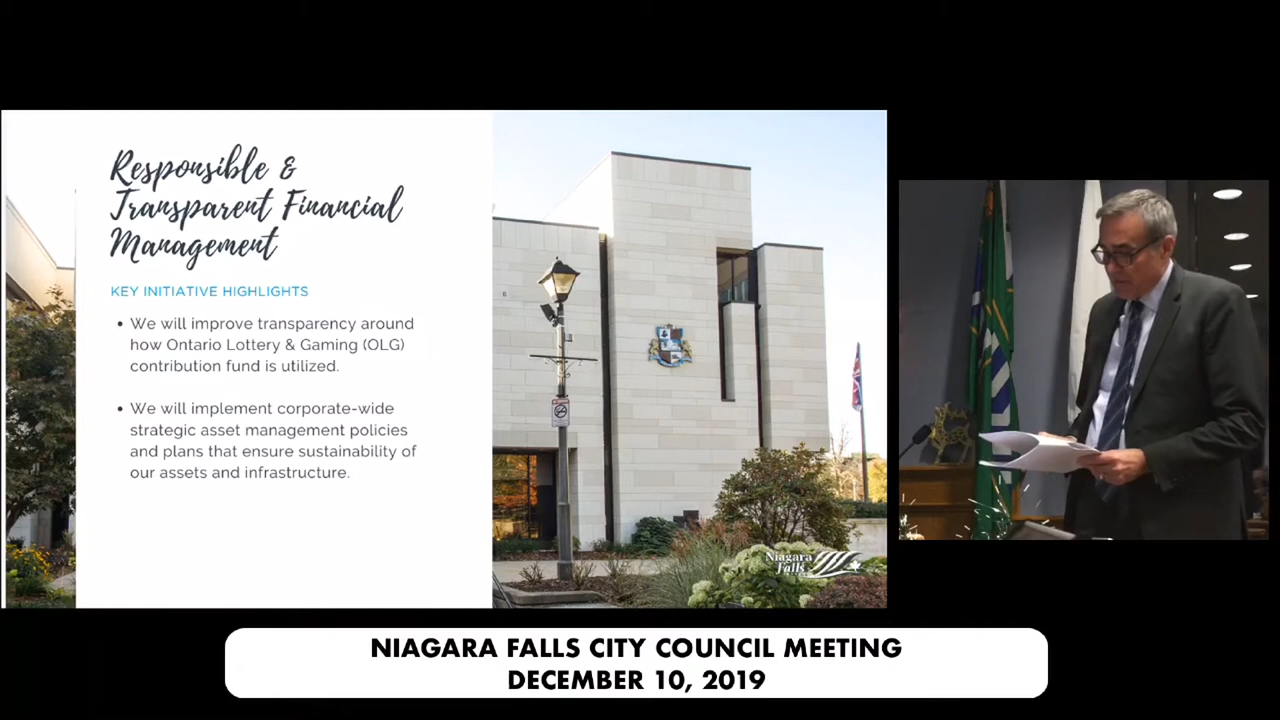 Responsible &
Transparent Financial
Management
KEY INITIATIVE HIGHLIGHTS
• We will improve transparency around
how Ontario Lottery & Gaming (OLG)
contribution fund is utilized.
• We will implement corporate-wide
strategic asset management policies
and plans that ensure sustainability of
our assets and infrastructure.
Niagara
Falls
NIAGARA FALLS CITY COUNCIL MEETING
DECEMBER 10, 2019